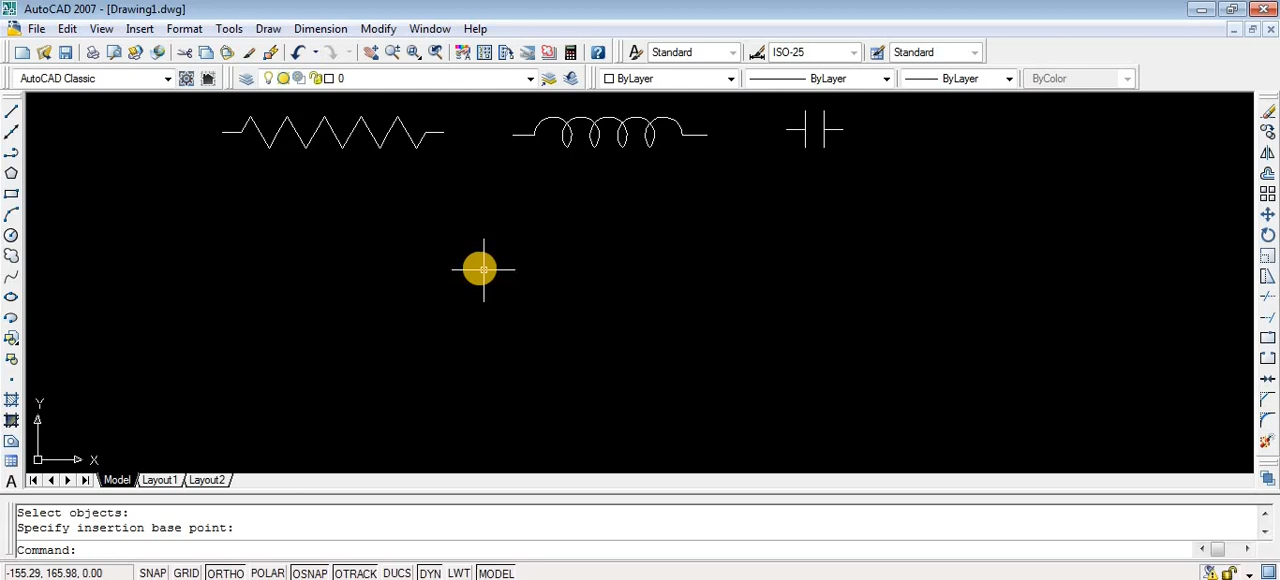 AutoCAD 2007 - [Drawing1.dwg]
File Edit View Insert Format Tools Draw Dimension Modify Window Help
Standard ISO-25 Standard
AutoCAD Classic 0 ByLayer ByLayer ByLayer ByColor
Y
X
Model Layout1 Layout2
A
Select objects:
Specify insertion base point:
Command:
-155.29, 165.98, 0.00 SNAP GRID ORTHO POLAR OSNAP OTRACK DUCS DYN LWT MODEL